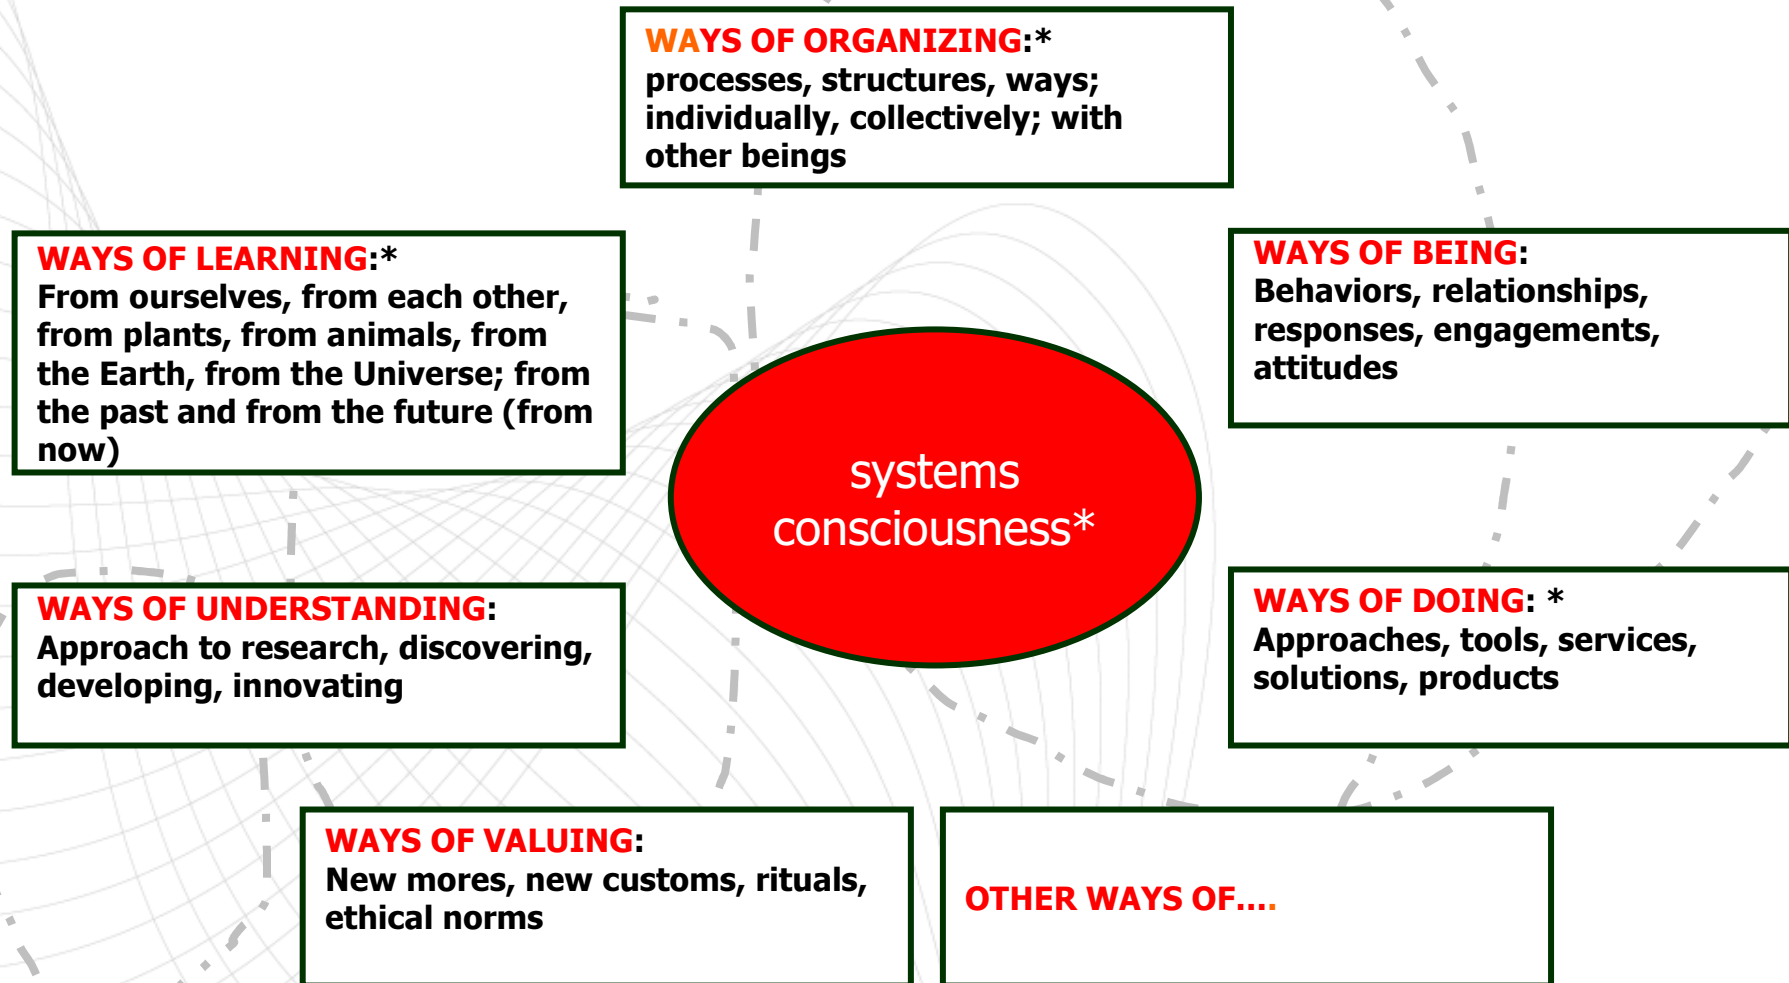 WAYS OF ORGANIZING:*
processes, structures, ways;
individually, collectively; with
other beings
WAYS OF LEARNING:*
From ourselves, from each other,
from plants, from animals, from
the Earth, from the Universe; from
the past and from the future (from
now)
WAYS OF BEING:
Behaviors, relationships,
responses, engagements,
attitudes
systems
consciousness*
WAYS OF UNDERSTANDING:
Approach to research, discovering,
developing, innovating
WAYS OF DOING: *
Approaches, tools, services,
solutions, products
WAYS OF VALUING:
New mores, new customs, rituals,
ethical norms
OTHER WAYS OF....